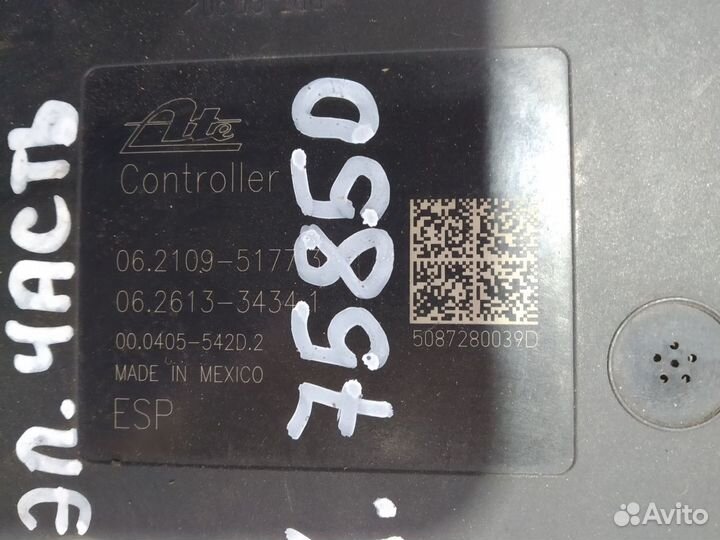 Ate
Controller
06.2109-5177.3
06.2613-3434.1
00.0405-542D.2
MADE IN MEXICO
ESP
5087280039D
ЭЛ. ЧАСТЬ
7585D
Avito